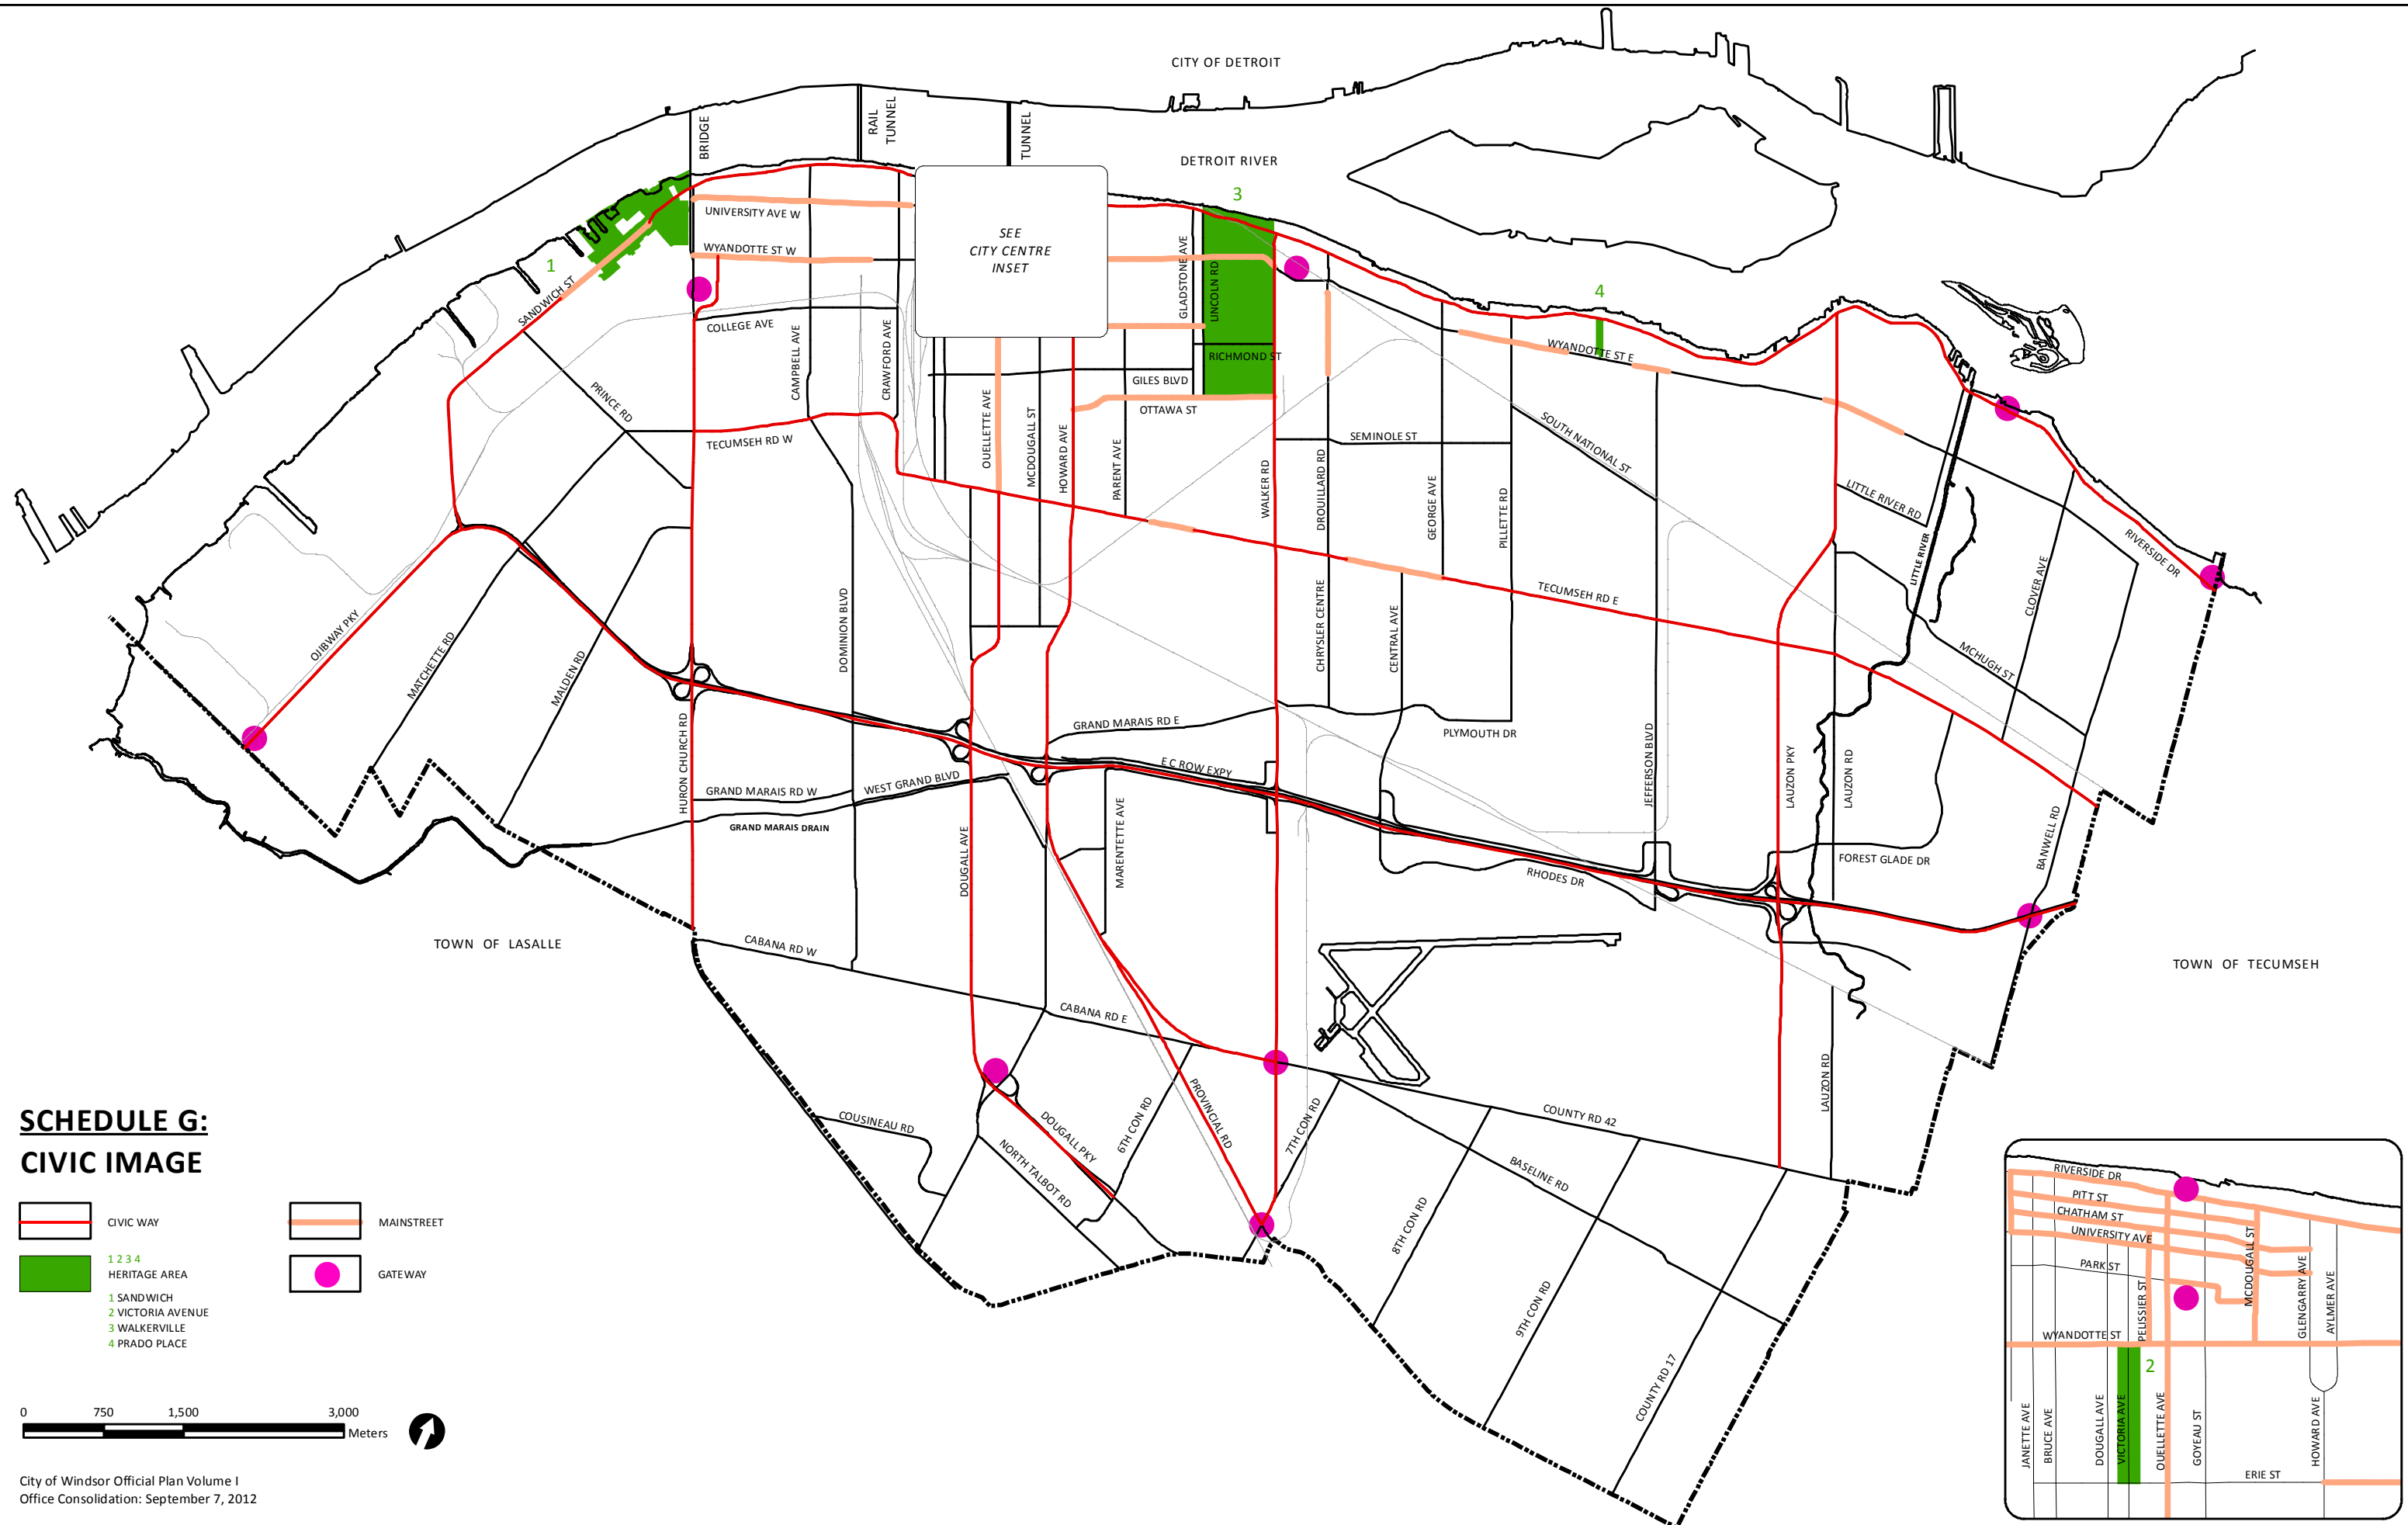 CITY OF DETROIT
BRIDGE
RAIL
TUNNEL
TUNNEL
DETROIT RIVER
3
UNIVERSITY AVE W
WYANDOTTE ST W
SEE
CITY CENTRE
INSET
GLADSTONE AVE
LINCOLN RD
1
SANDWICH ST
4
COLLEGE AVE
CAMPBELL AVE
CRAWFORD AVE
RICHMOND ST
WYANDOTTE ST E
GILES BLVD
OTTAWA ST
PRINCE RD
TECUMSEH RD W
OUELLETTE AVE
MCDOUGALL ST
HOWARD AVE
PARENT AVE
WALKER RD
SEMINOLE ST
DROUILLARD RD
GEORGE AVE
PILLETTE RD
SOUTH NATIONAL ST
LITTLE RIVER RD
LITTLE RIVER
RIVERSIDE DR
CLOVER AVE
OJIBWAY PKY
MATCHETTE RD
MALDEN RD
DOMINION BLVD
CHRYSLER CENTRE
CENTRAL AVE
TECUMSEH RD E
MCHUGH ST
GRAND MARAIS RD E
PLYMOUTH DR
HURON CHURCH RD
E C ROW EXPY
JEFFERSON BLVD
LAUZON PKY
LAUZON RD
GRAND MARAIS RD W
WEST GRAND BLVD
GRAND MARAIS DRAIN
DOUGALL AVE
MARENTETTE AVE
BANWELL RD
FOREST GLADE DR
RHODES DR
TOWN OF LASALLE
CABANA RD W
TOWN OF TECUMSEH
CABANA RD E
LAUZON RD
COUSINEAU RD
DOUGALL PKY
6TH CON RD
PROVINCIAL RD
7TH CON RD
COUNTY RD 42
NORTH TALBOT RD
BASELINE RD
8TH CON RD
9TH CON RD
COUNTY RD 17
SCHEDULE G:
CIVIC IMAGE
CIVIC WAY
MAINSTREET
1 2 3 4
HERITAGE AREA
GATEWAY
1 SANDWICH
2 VICTORIA AVENUE
3 WALKERVILLE
4 PRADO PLACE
0 750 1,500 3,000
Meters
City of Windsor Official Plan Volume I
Office Consolidation: September 7, 2012
RIVERSIDE DR
PITT ST
CHATHAM ST
UNIVERSITY AVE
PARK ST
PELISSIER ST
MCDOUGALL ST
GLENGARRY AVE
AYLMER AVE
WYANDOTTE ST
2
JANETTE AVE
BRUCE AVE
DOUGALL AVE
VICTORIA AVE
OUELLETTE AVE
GOYEAU ST
HOWARD AVE
ERIE ST